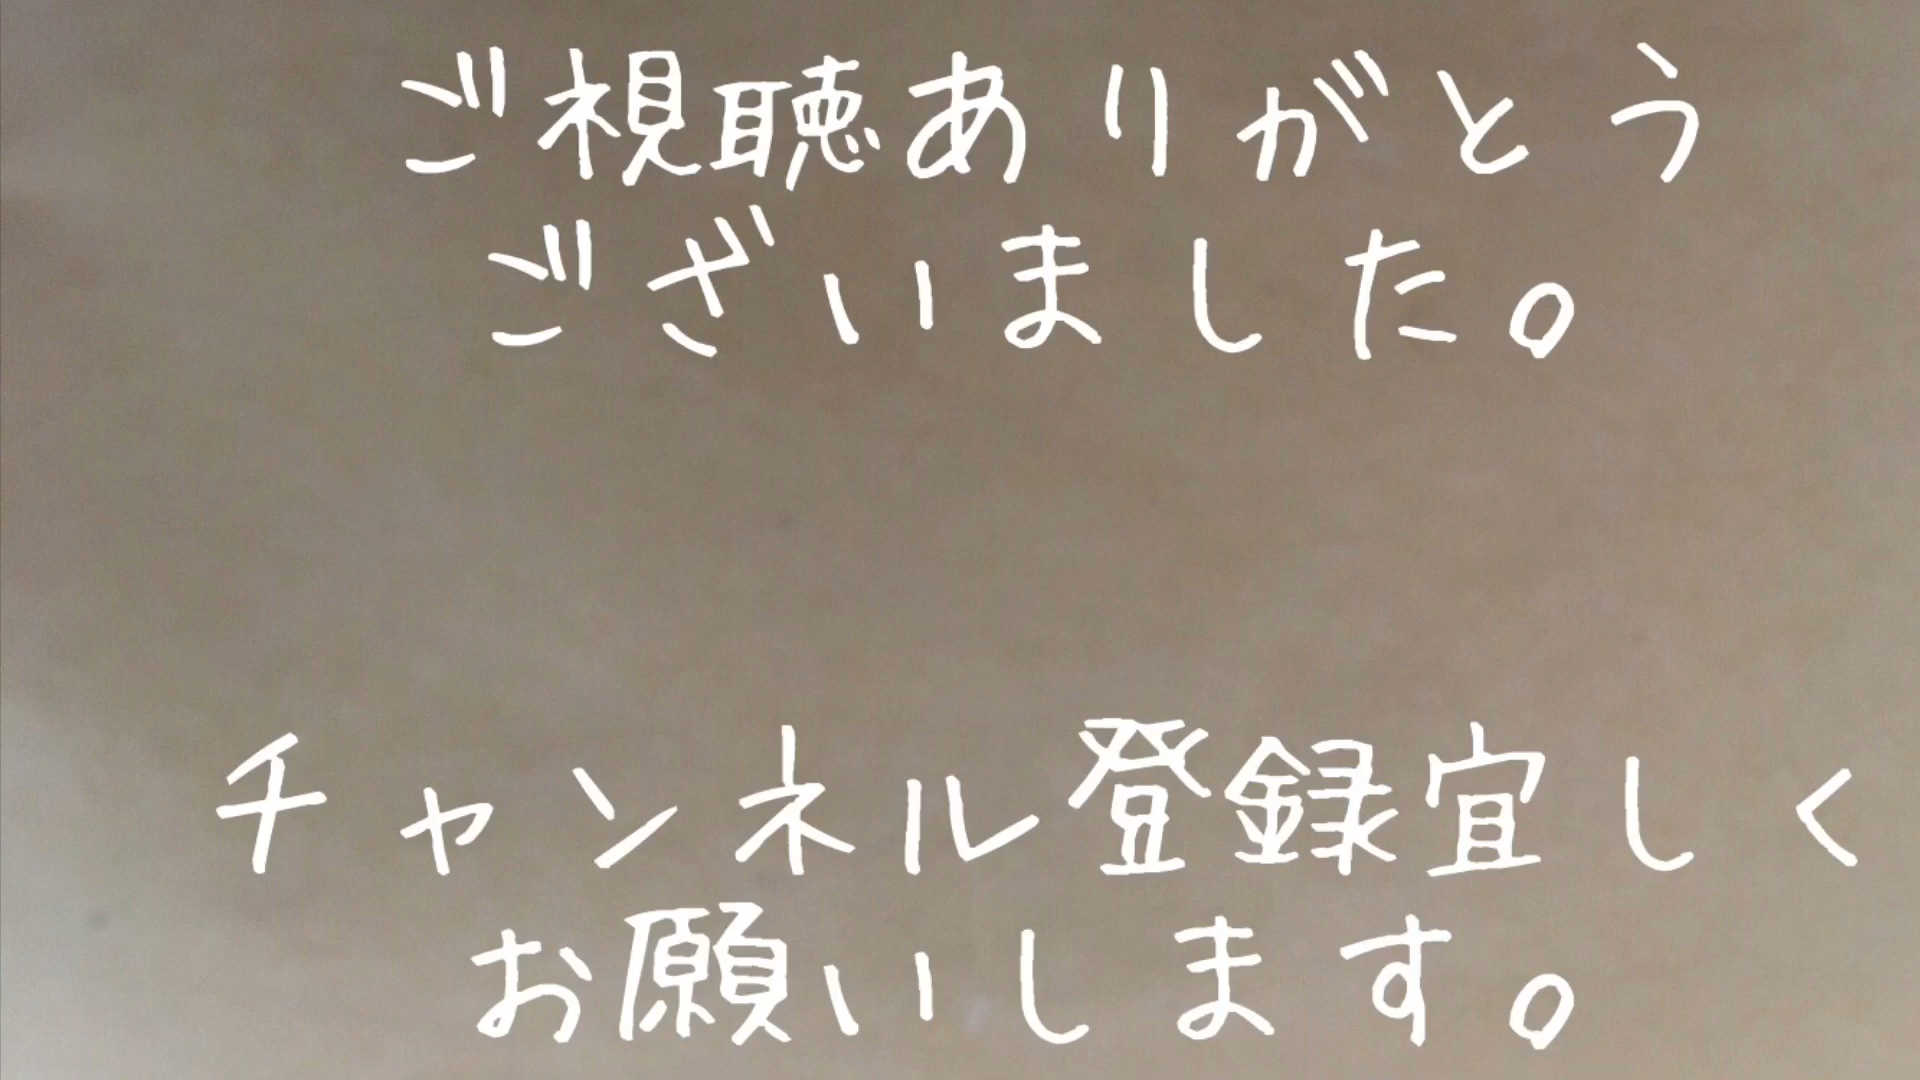 ご視聴ありがとう
ございました。
チャンネル登録宜しく
お願いします。